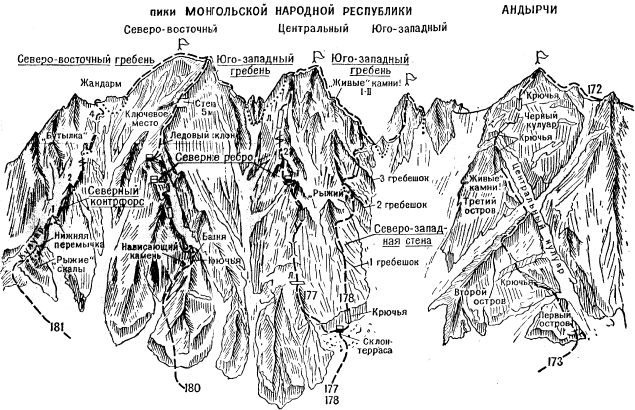 ПИКИ МОНГОЛЬСКОЙ НАРОДНОЙ РЕСПУБЛИКИ
АНДЫРЧИ
Северо-восточный
Центральный
Юго-западный
Северо-восточный гребень
Юго-западный
гребень
Юго-западный
гребень
"Живые" камни!
I-II
Жандарм
Ключевое
место
Стена
5м
"Бутылка"
Ледовый склон
Северное ребро
Северный
контрфорс
"Рыжий"
3 гребешок
2 гребешок
Северо-запад-
ная стена
1 гребешок
Нижняя
перемычка
"Рыжие"
скалы
Нависающий
камень
Баня
Крючья
Крючья
Склон-
терраса
181
180
177
178
177
178
172
Крючья
Черный
кулуар
Крючья
Живые
камни!
Третий
остров
Центральный кулуар
Второй
остров
Крючья
Первый
остров
173